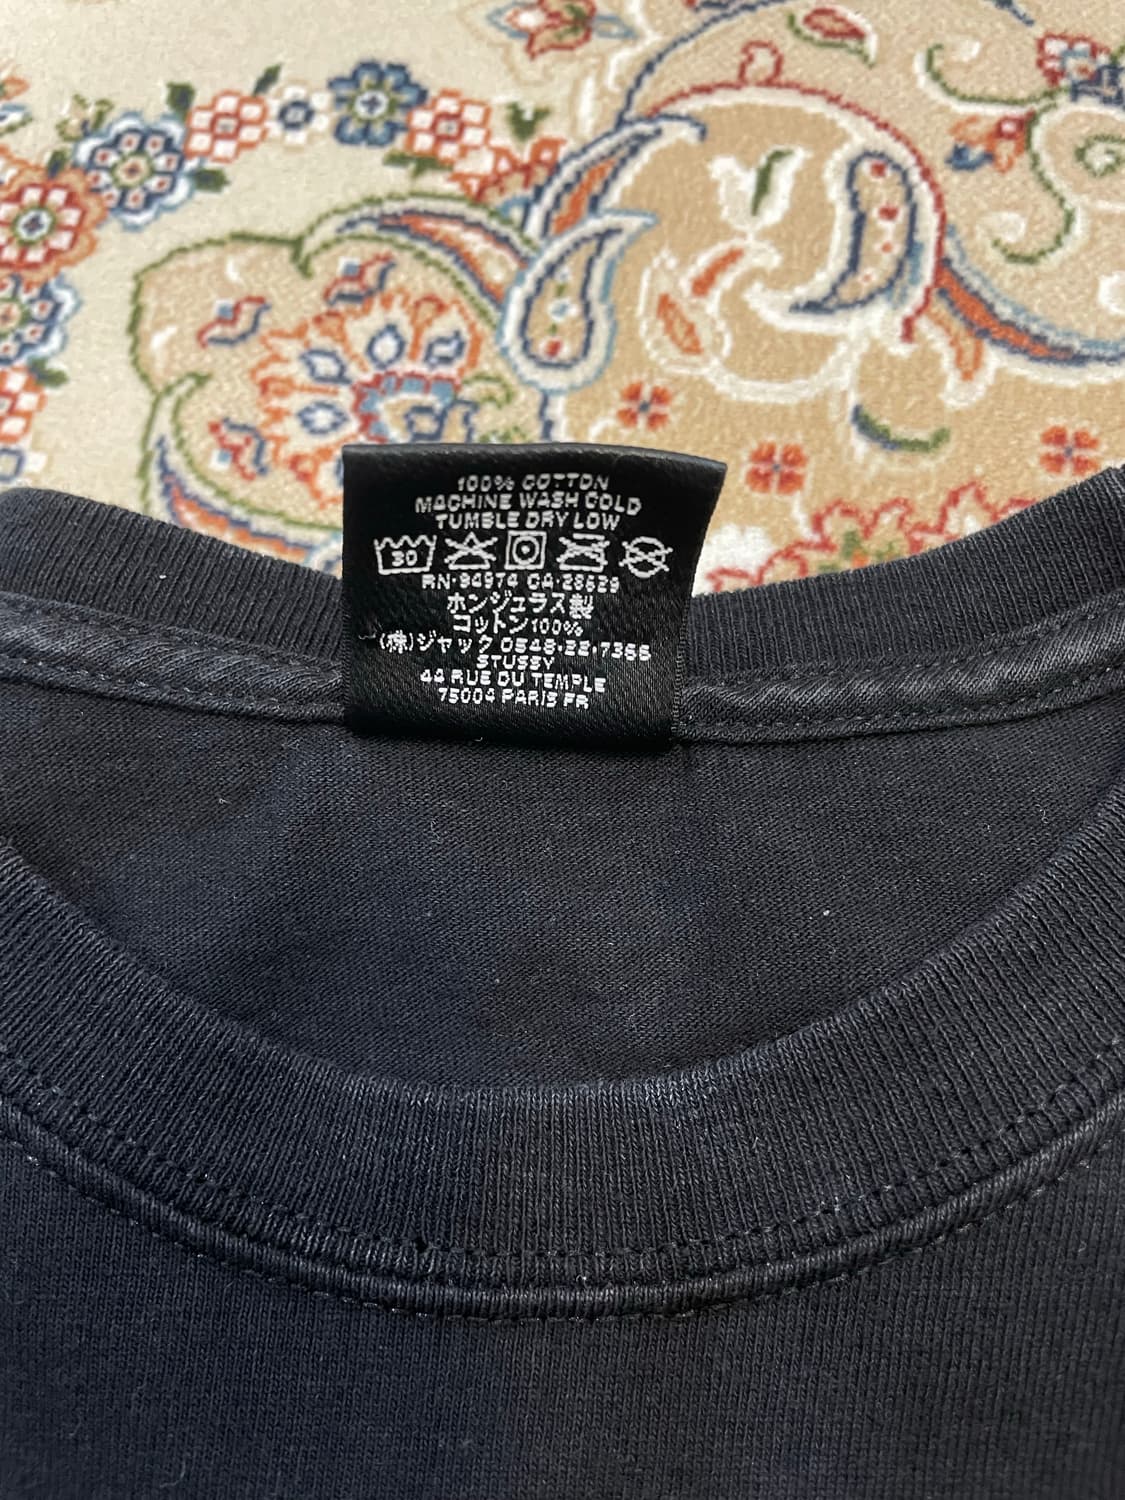 100% COTTON
MACHINE WASH COLD
TUMBLE DRY LOW
30
RN·94974 CA·28629
ホンジュラス製
コットン100%
(株)ジャック 0548·22·7366
STUSSY
44 RUE DU TEMPLE
75004 PARIS FR